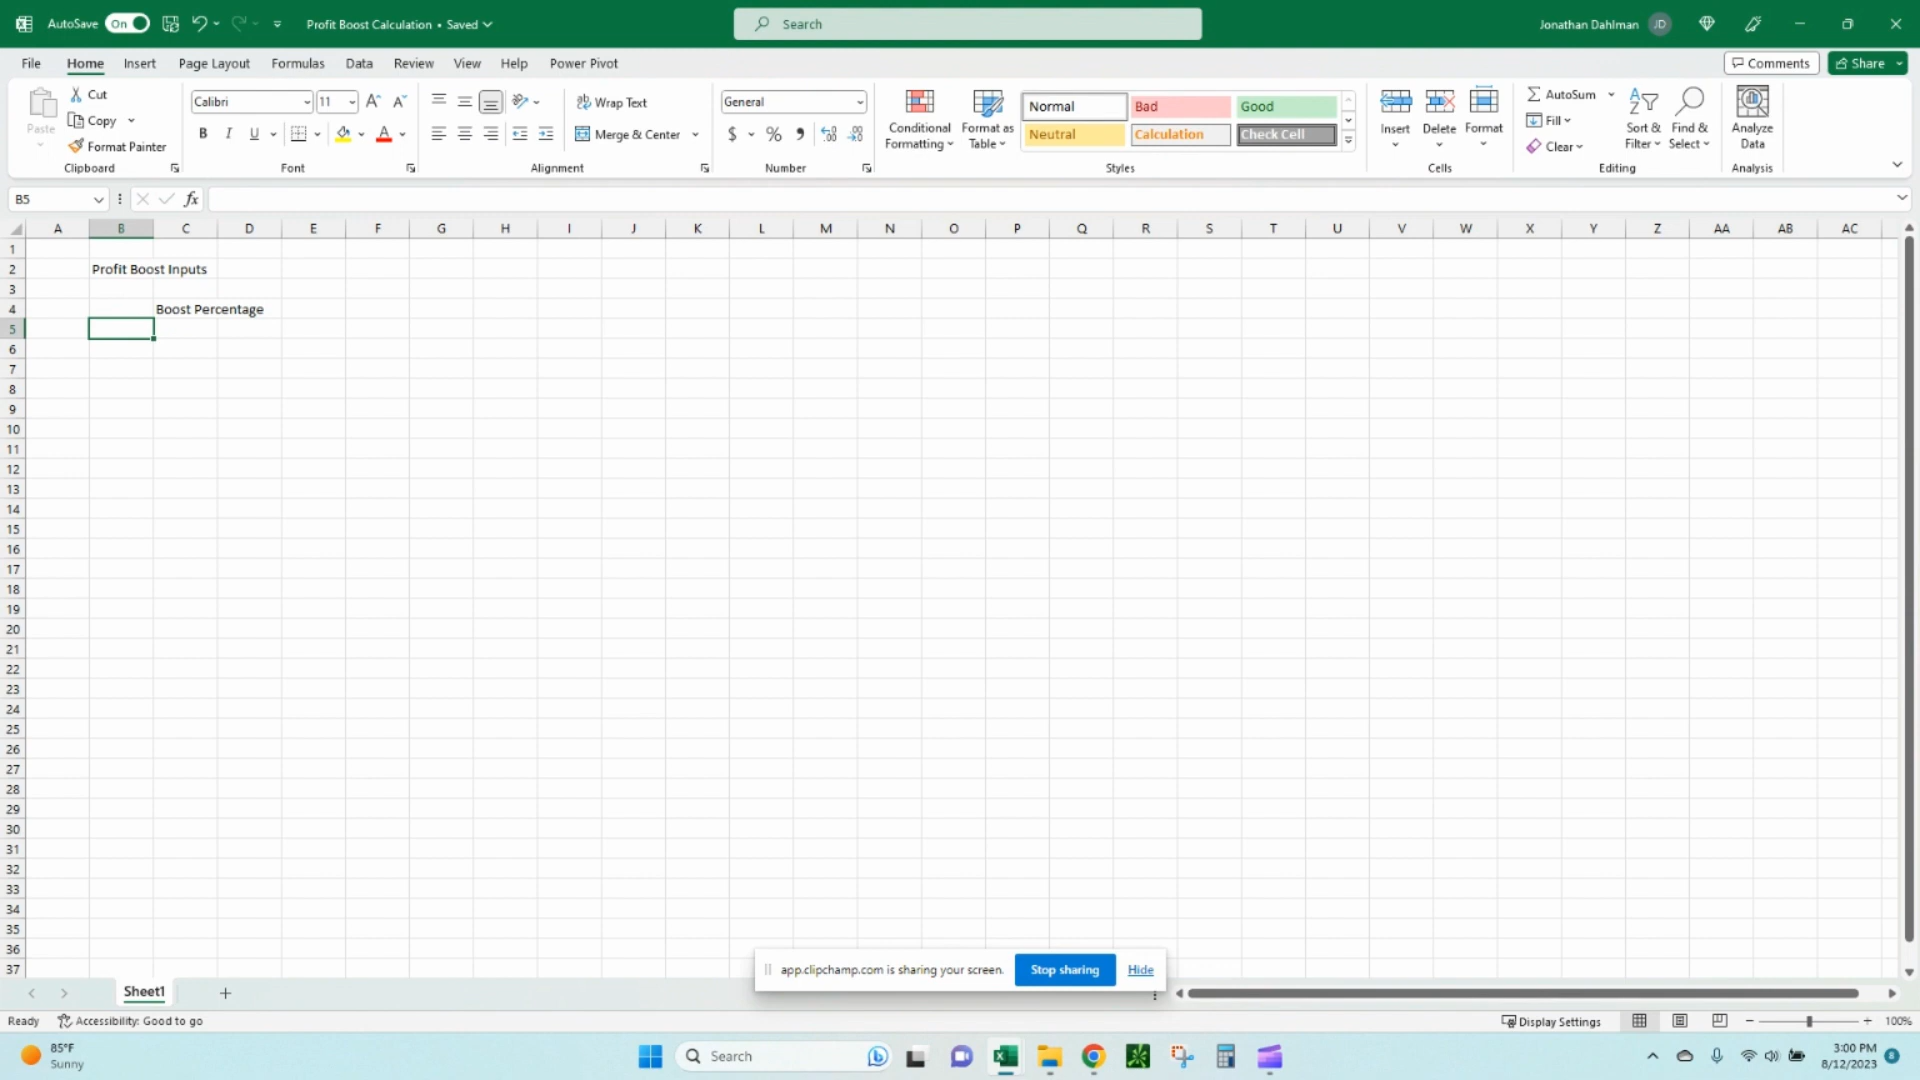 AutoSave On Profit Boost Calculation • Saved Search Jonathan Dahlman JD
File Home Insert Page Layout Formulas Data Review View Help Power Pivot Comments Share
Paste
Cut
Copy
Format Painter
Clipboard
Calibri 11
B I U
Font
Wrap Text
Merge & Center
Alignment
General
$ % ,
Number
Conditional Formatting
Format as Table
Normal Bad Good
Neutral Calculation Check Cell
Styles
Insert Delete Format
Cells
AutoSum
Fill
Clear
Sort & Filter
Find & Select
Editing
Analyze Data
Analysis
B5 fx
A B C D E F G H I J K L M N O P Q R S T U V W X Y Z AA AB AC
1
2 Profit Boost Inputs
3
4 Boost Percentage
5
6
7
8
9
10
11
12
13
14
15
16
17
18
19
20
21
22
23
24
25
26
27
28
29
30
31
32
33
34
35
36
37
app.clipchamp.com is sharing your screen. Stop sharing Hide
Sheet1
Ready Accessibility: Good to go Display Settings 100%
85°F
Sunny
Search
3:00 PM
8/12/2023
8